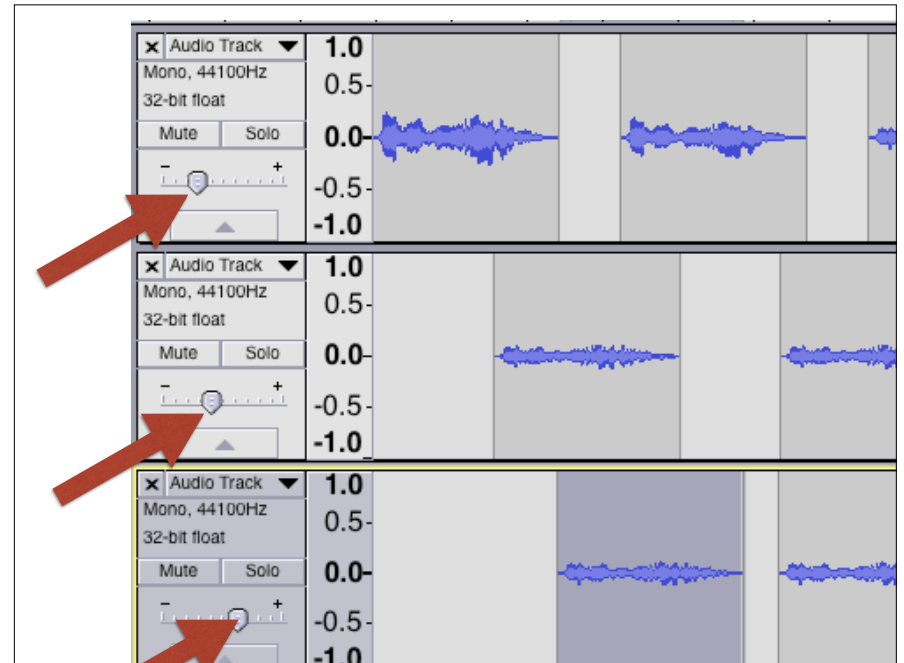 × Audio Track ▼ 1.0
Mono, 44100Hz
0.5-
32-bit float
Mute Solo 0.0-
- +
-0.5-
-1.0
× Audio Track ▼ 1.0
Mono, 44100Hz
0.5-
32-bit float
Mute Solo 0.0-
- +
-0.5-
-1.0
× Audio Track ▼ 1.0
Mono, 44100Hz
0.5-
32-bit float
Mute Solo 0.0-
- +
-0.5-
-1.0